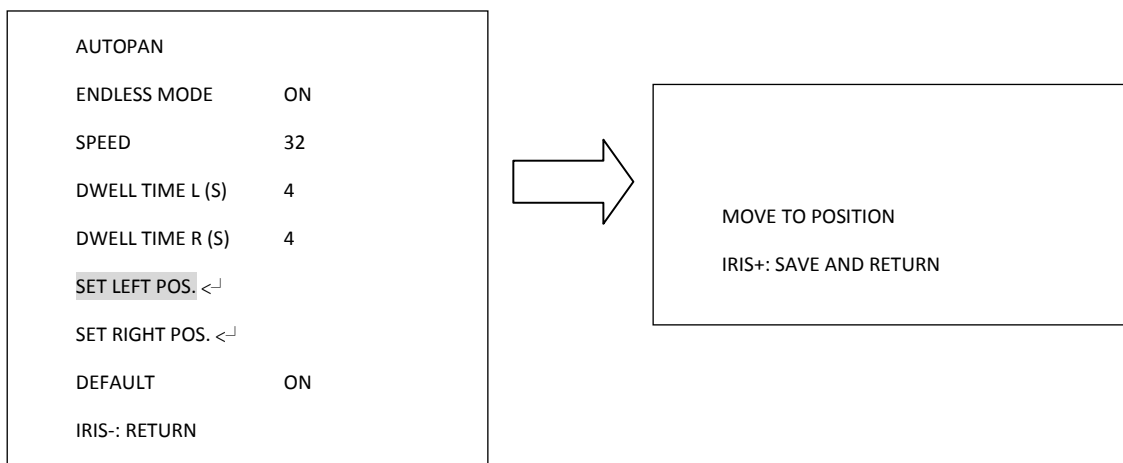 AUTOPAN
ENDLESS MODE ON
SPEED 32
DWELL TIME L (S) 4
DWELL TIME R (S) 4
SET LEFT POS. <┘
SET RIGHT POS. <┘
DEFAULT ON
IRIS-: RETURN
MOVE TO POSITION
IRIS+: SAVE AND RETURN